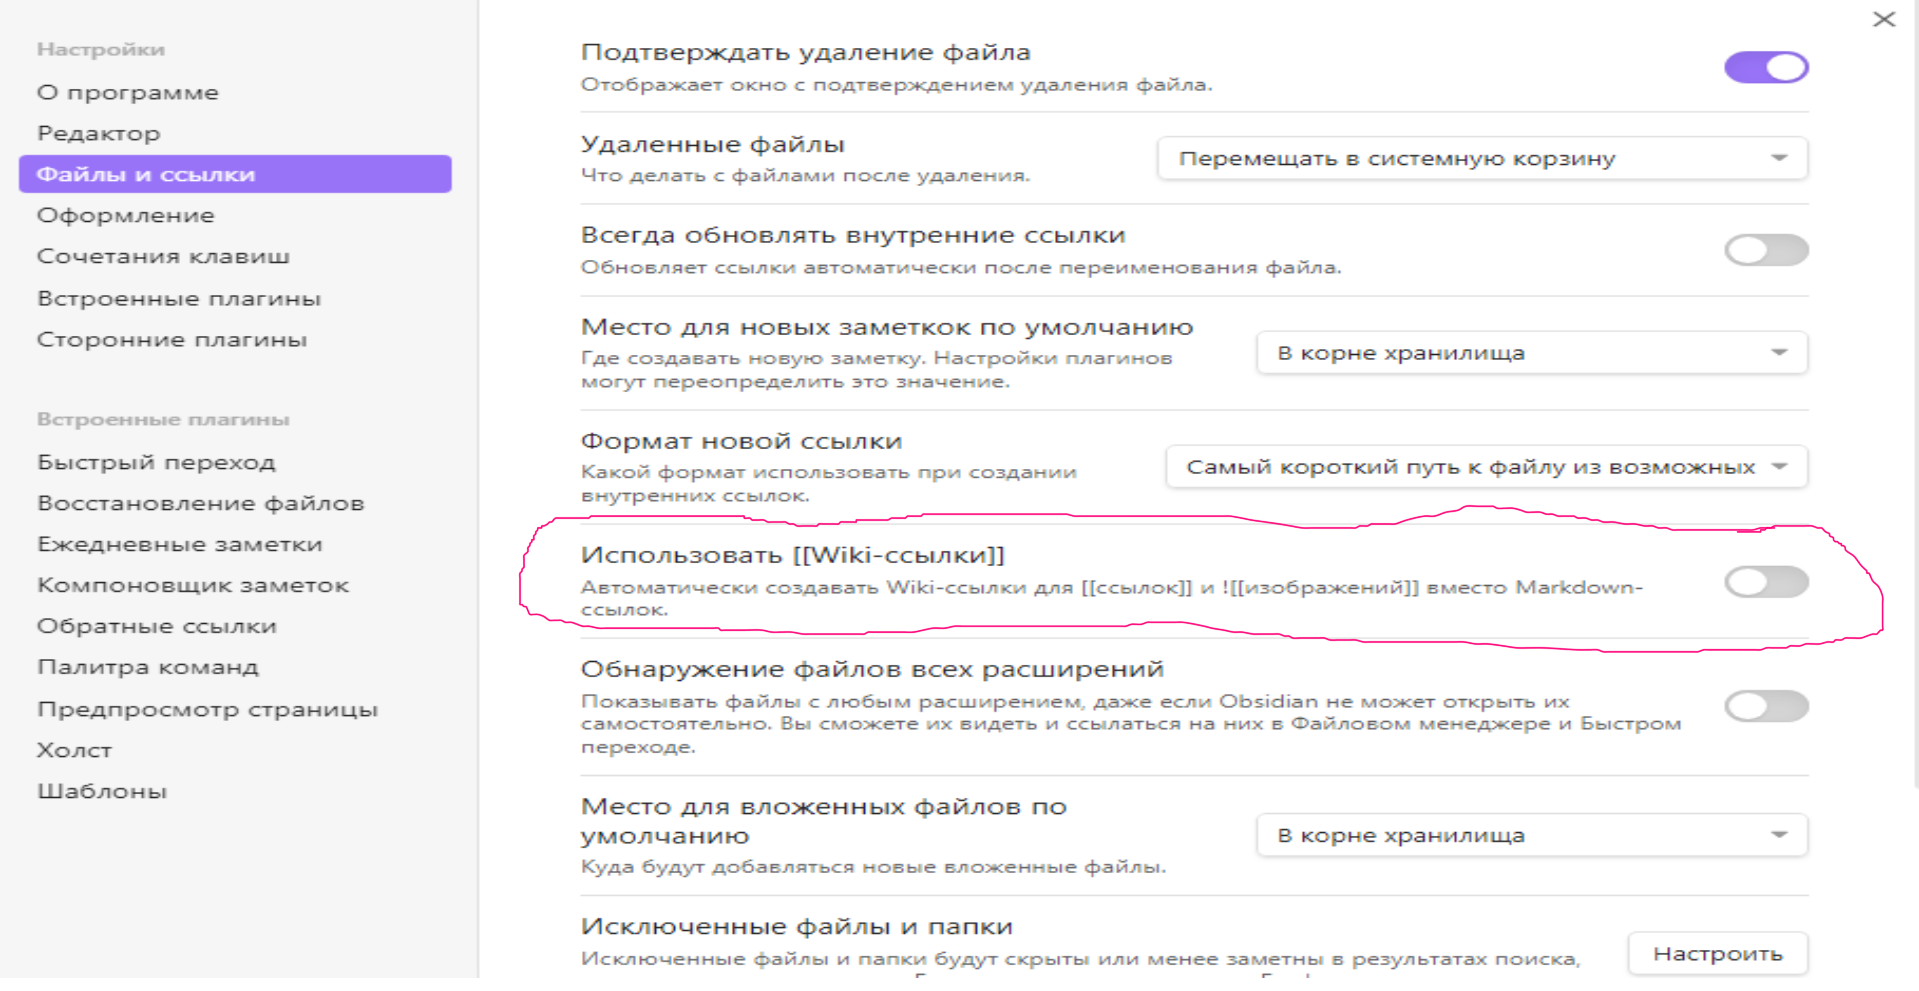 Настройки
О программе
Редактор
Файлы и ссылки
Оформление
Сочетания клавиш
Встроенные плагины
Сторонние плагины
Встроенные плагины
Быстрый переход
Восстановление файлов
Ежедневные заметки
Компоновщик заметок
Обратные ссылки
Палитра команд
Предпросмотр страницы
Холст
Шаблоны
Подтверждать удаление файла
Отображает окно с подтверждением удаления файла.
Удаленные файлы
Что делать с файлами после удаления.
Перемещать в системную корзину
Всегда обновлять внутренние ссылки
Обновляет ссылки автоматически после переименования файла.
Место для новых заметкок по умолчанию
Где создавать новую заметку. Настройки плагинов
могут переопределить это значение.
В корне хранилища
Формат новой ссылки
Какой формат использовать при создании
внутренних ссылок.
Самый короткий путь к файлу из возможных
Использовать [[Wiki-ссылки]]
Автоматически создавать Wiki-ссылки для [[ссылок]] и ![[изображений]] вместо Markdown-
ссылок.
Обнаружение файлов всех расширений
Показывать файлы с любым расширением, даже если Obsidian не может открыть их
самостоятельно. Вы сможете их видеть и ссылаться на них в Файловом менеджере и Быстром
переходе.
Место для вложенных файлов по
умолчанию
Куда будут добавляться новые вложенные файлы.
В корне хранилища
Исключенные файлы и папки
Исключенные файлы и папки будут скрыты или менее заметны в результатах поиска,
Настроить